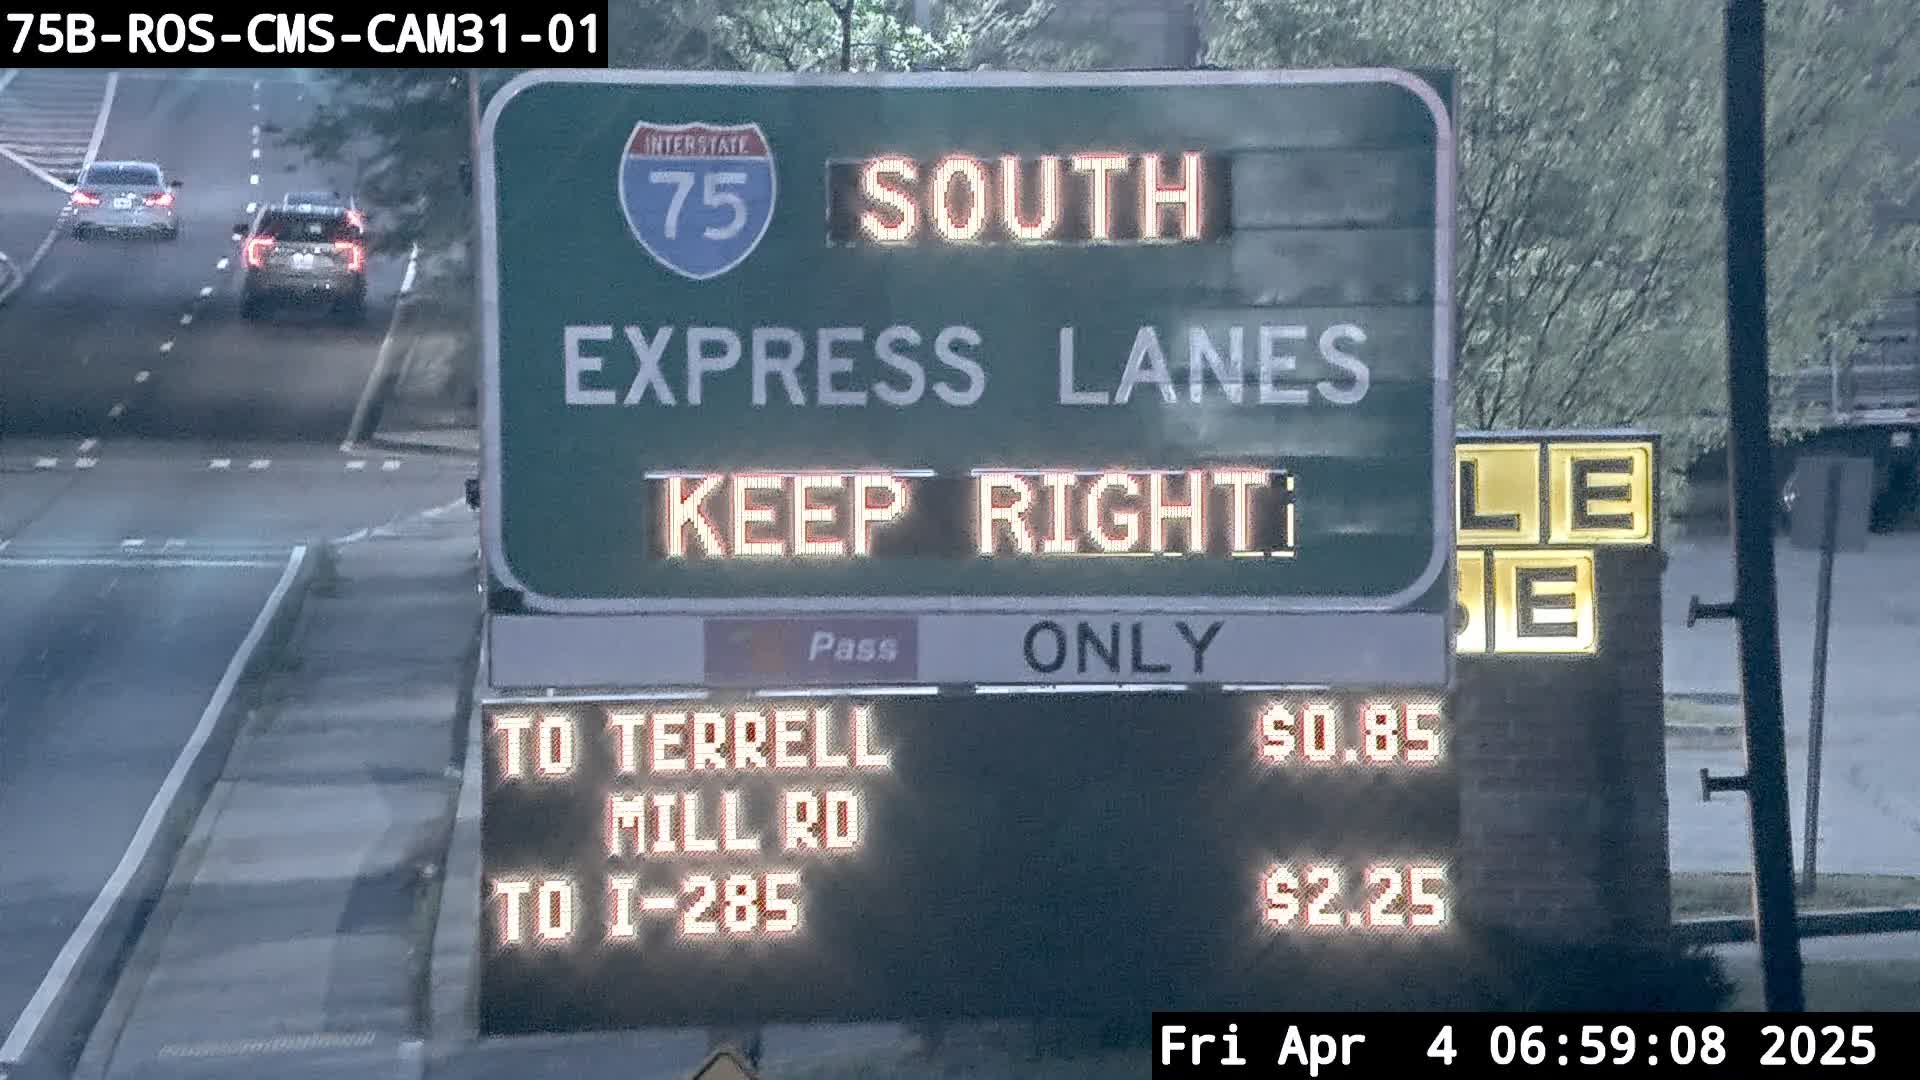 75B-ROS-CMS-CAM31-01
INTERSTATE
75 SOUTH
EXPRESS LANES
KEEP RIGHT
Pass ONLY
TO TERRELL $0.85
MILL RD
TO I-285 $2.25
LE
E
Fri Apr 4 06:59:08 2025